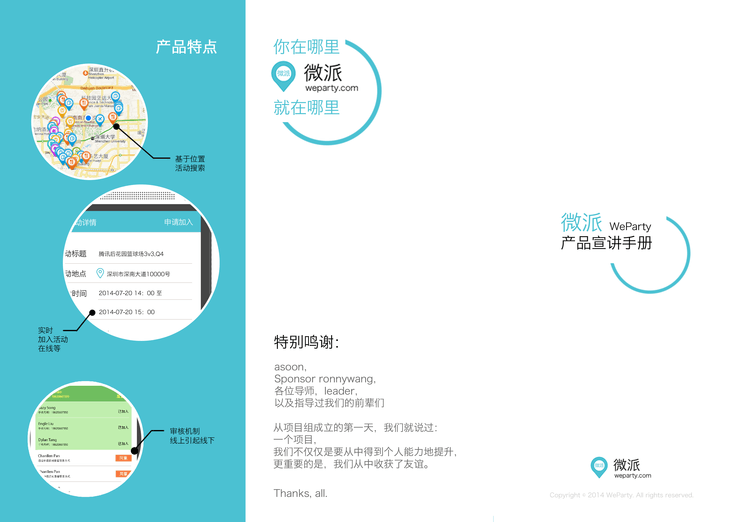 产品特点
基于位置
活动搜索
动详情
申请加入
动标题
腾讯后花园篮球场3v3,Q4
动地点
深圳市深南大道10000号
时间
2014-07-20 14：00 至
2014-07-20 15：00
实时
加入活动
在线等
审核机制
线上引起线下
你在哪里
微派
weparty.com
就在哪里
特别鸣谢：
asoon,
Sponsor ronnywang,
各位导师，leader,
以及指导过我们的前辈们
从项目组成立的第一天，我们就说过：
一个项目，
我们不仅仅是要从中得到个人能力地提升，
更重要的是，我们从中收获了友谊。
Thanks, all.
微派 WeParty
产品宣讲手册
微派
weparty.com
Copyright © 2014 WeParty. All rights reserved.